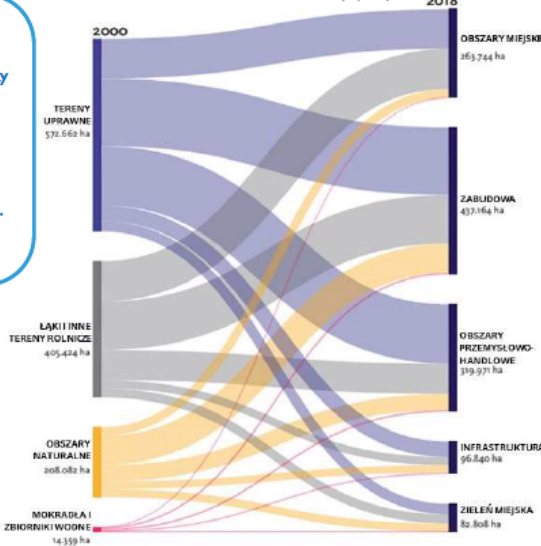 2000
2018
TERENY
UPRAWNE
572.662 ha
ŁĄKI I INNE
TERENY ROLNICZE
405.424 ha
OBSZARY
NATURALNE
208.082 ha
MOKRADŁA I
ZBIORNIKI WODNE
14.359 ha
OBSZARY MIEJSKIE
263.744 ha
ZABUDOWA
437.164 ha
OBSZARY
PRZEMYSŁOWO-
HANDLOWE
319.971 ha
INFRASTRUKTURA
96.840 ha
ZIELEŃ MIEJSKA
82.808 ha